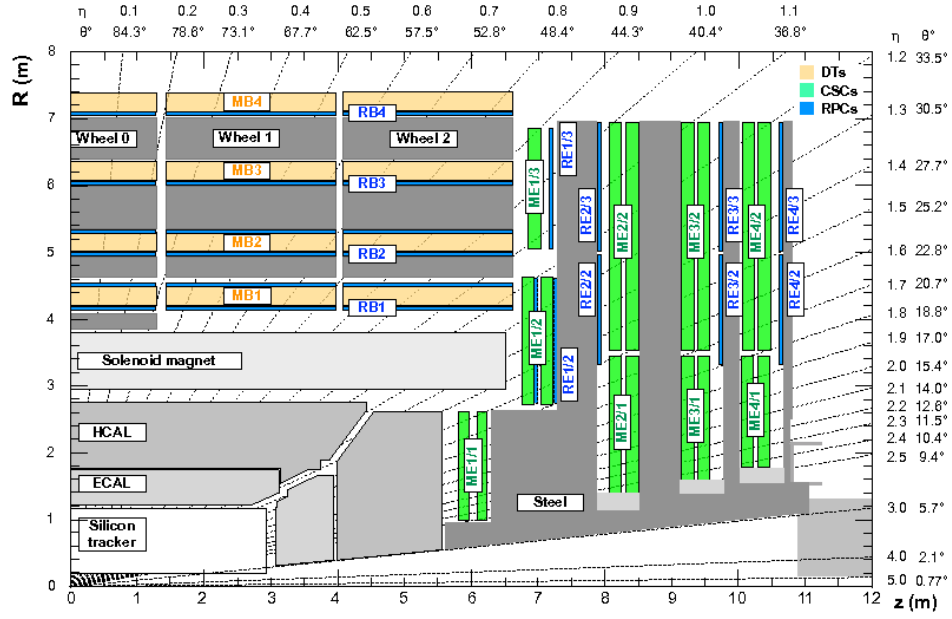 η 0.1 0.2 0.3 0.4 0.5 0.6 0.7 0.8 0.9 1.0 1.1 η θ°
θ° 84.3° 78.6° 73.1° 67.7° 62.5° 57.5° 52.8° 48.4° 44.3° 40.4° 36.8°
R (m)
8
7
6
5
4
3
2
1
0
1.2 33.5°
1.3 30.5°
1.4 27.7°
1.5 25.2°
1.6 22.8°
1.7 20.7°
1.8 18.8°
1.9 17.0°
2.0 15.4°
2.1 14.0°
2.2 12.6°
2.3 11.5°
2.4 10.4°
2.5 9.4°
3.0 5.7°
4.0 2.1°
5.0 0.77°
DTs
CSCs
RPCs
MB4
RB4
Wheel 0 Wheel 1 Wheel 2
MB3
RB3
MB2
RB2
MB1
RB1
Solenoid magnet
HCAL
ECAL
Silicon
tracker
Steel
ME1/3
RE1/3
ME1/2
RE1/2
ME1/1
RE2/3
RE2/2
ME2/2
ME2/1
ME3/2
ME3/1
RE3/3
RE3/2
ME4/2
ME4/1
RE4/3
RE4/2
0 1 2 3 4 5 6 7 8 9 10 11 12
z (m)